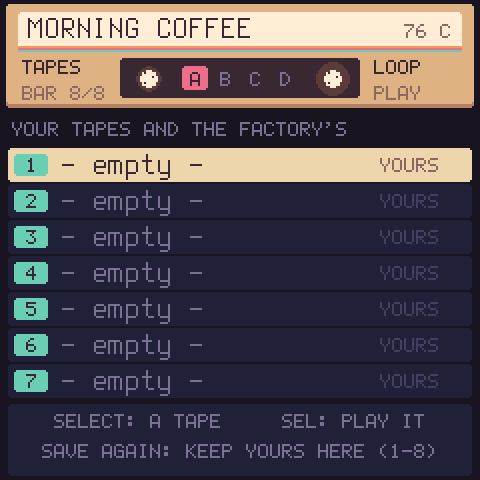 MORNING COFFEE 76 C
TAPES A B C D LOOP
BAR 8/8 PLAY
YOUR TAPES AND THE FACTORY'S
1 - empty - YOURS
2 - empty - YOURS
3 - empty - YOURS
4 - empty - YOURS
5 - empty - YOURS
6 - empty - YOURS
7 - empty - YOURS
SELECT: A TAPE SEL: PLAY IT
SAVE AGAIN: KEEP YOURS HERE (1-8)